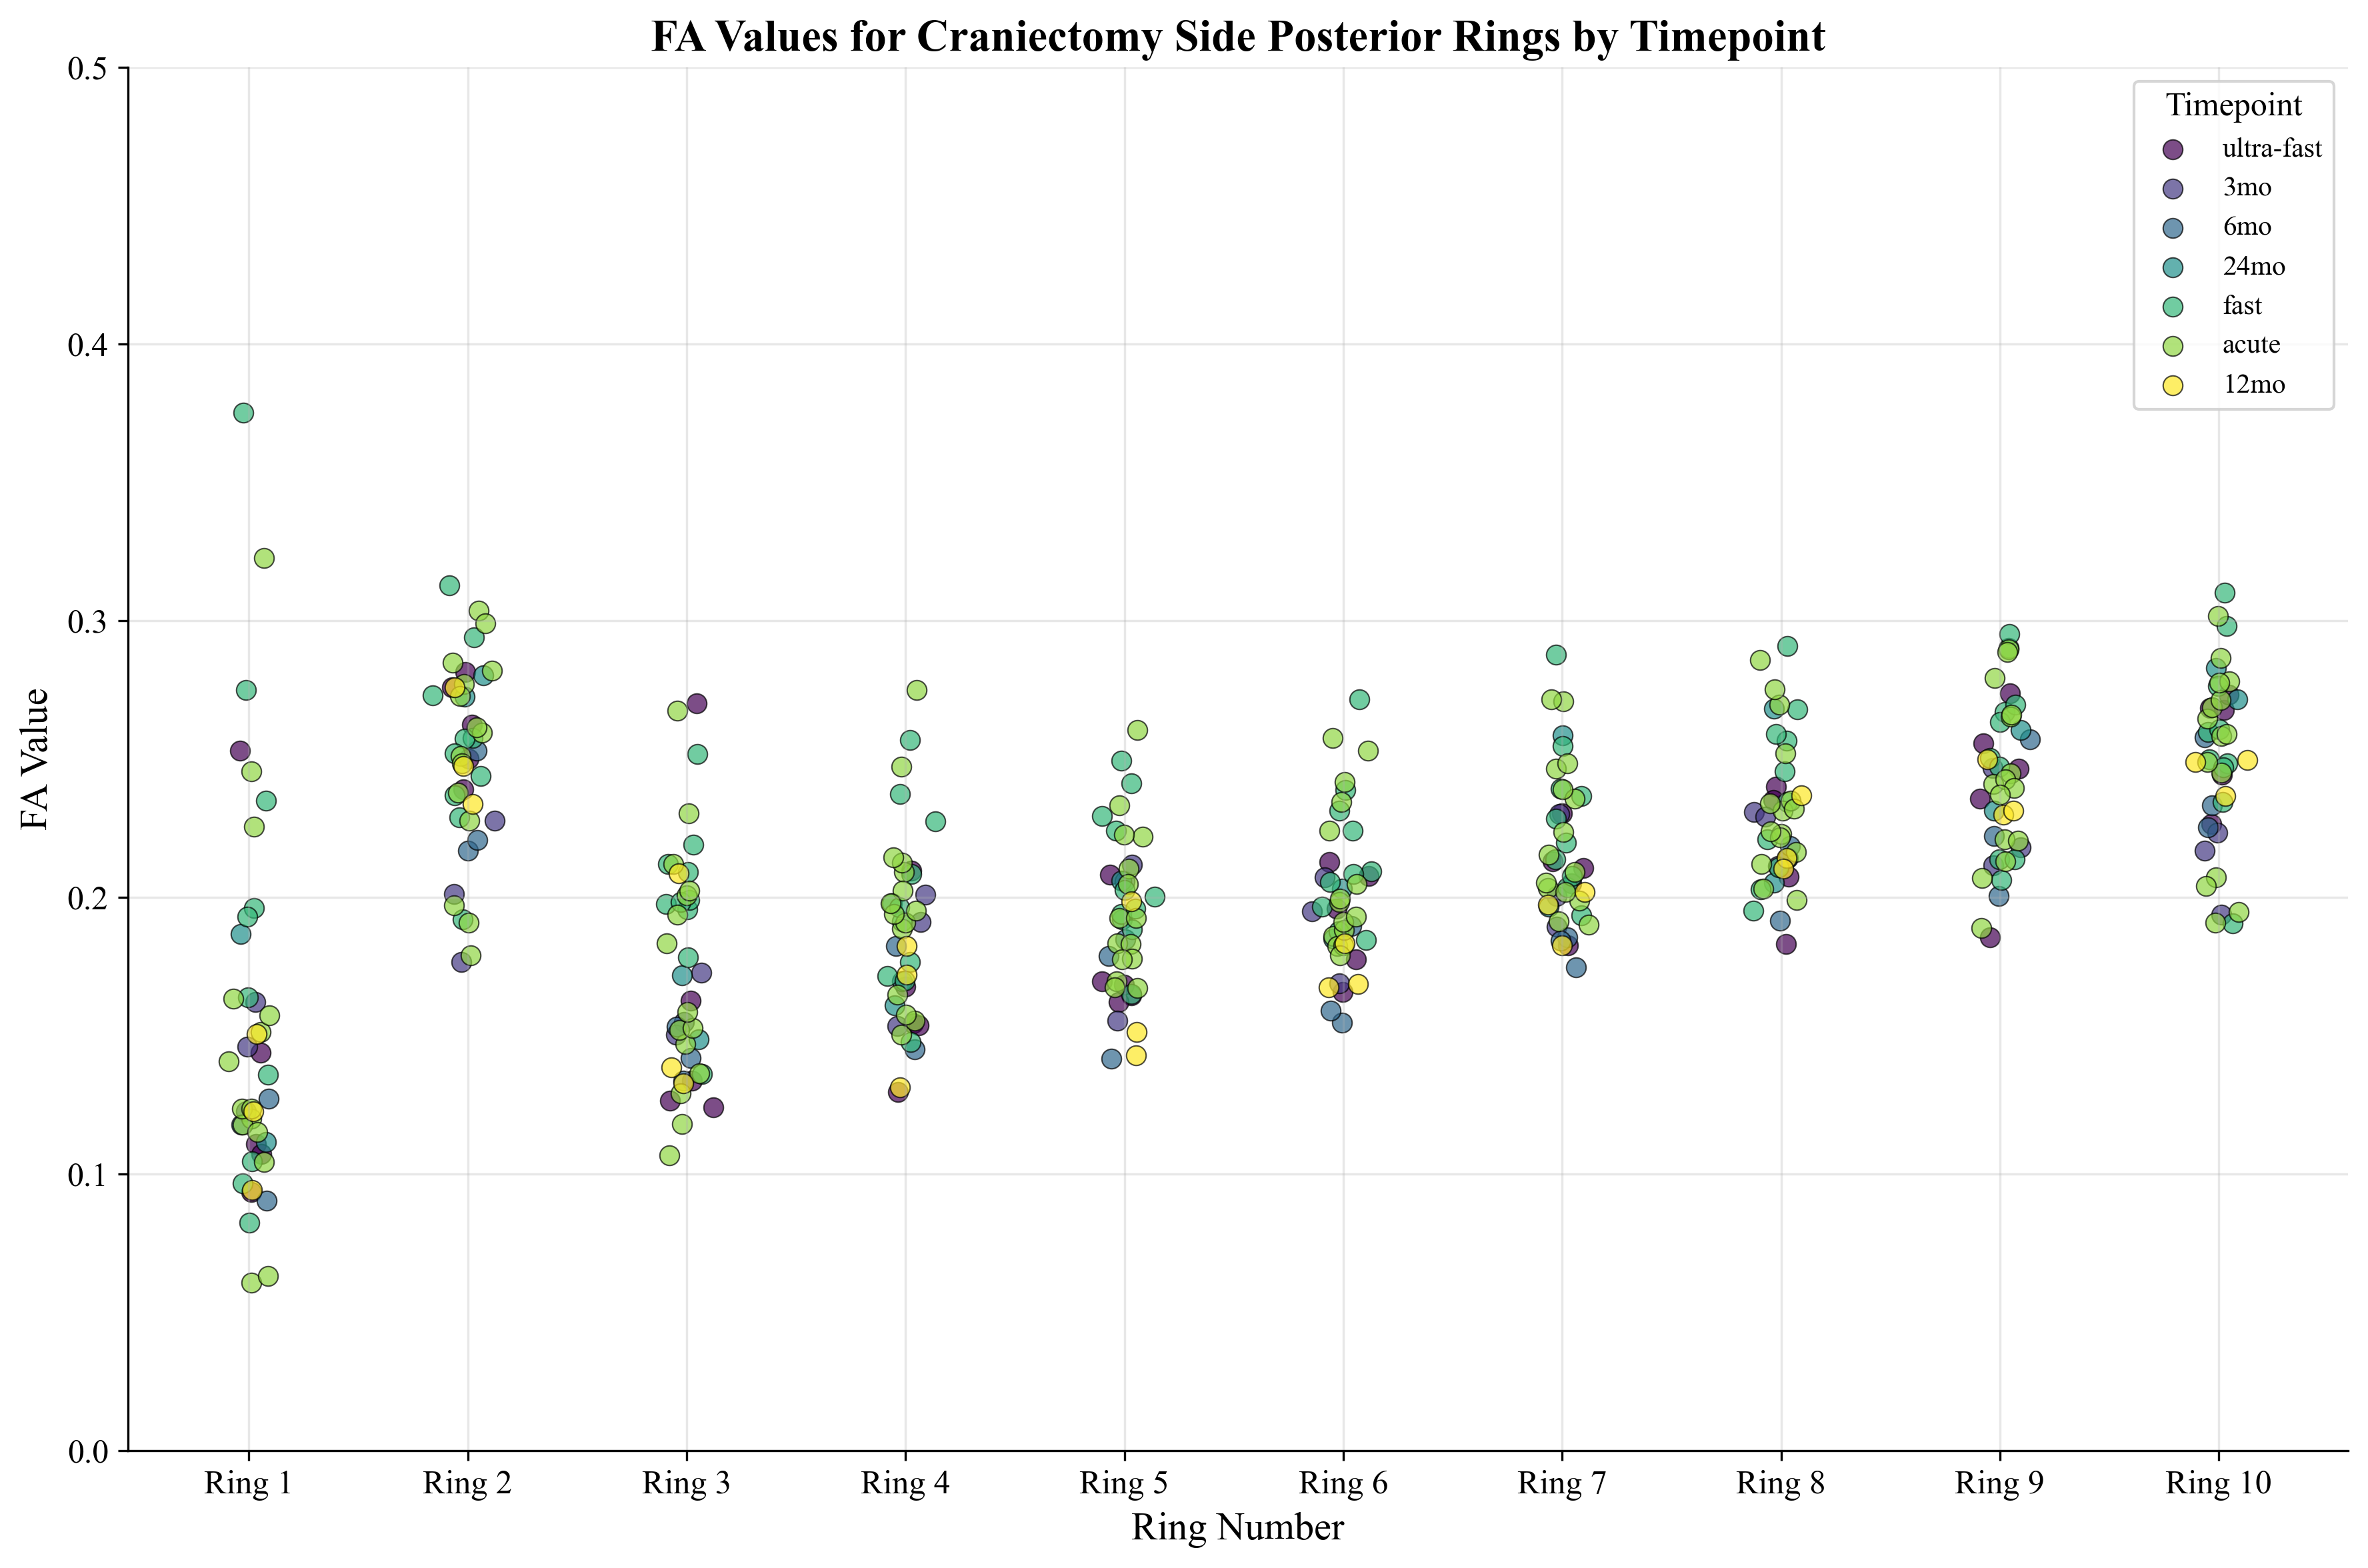 FA Values for Craniectomy Side Posterior Rings by Timepoint
0.5
0.4
0.3
0.2
0.1
0.0
FA Value
Timepoint
ultra-fast
3mo
6mo
24mo
fast
acute
12mo
Ring 1 Ring 2 Ring 3 Ring 4 Ring 5 Ring 6 Ring 7 Ring 8 Ring 9 Ring 10
Ring Number